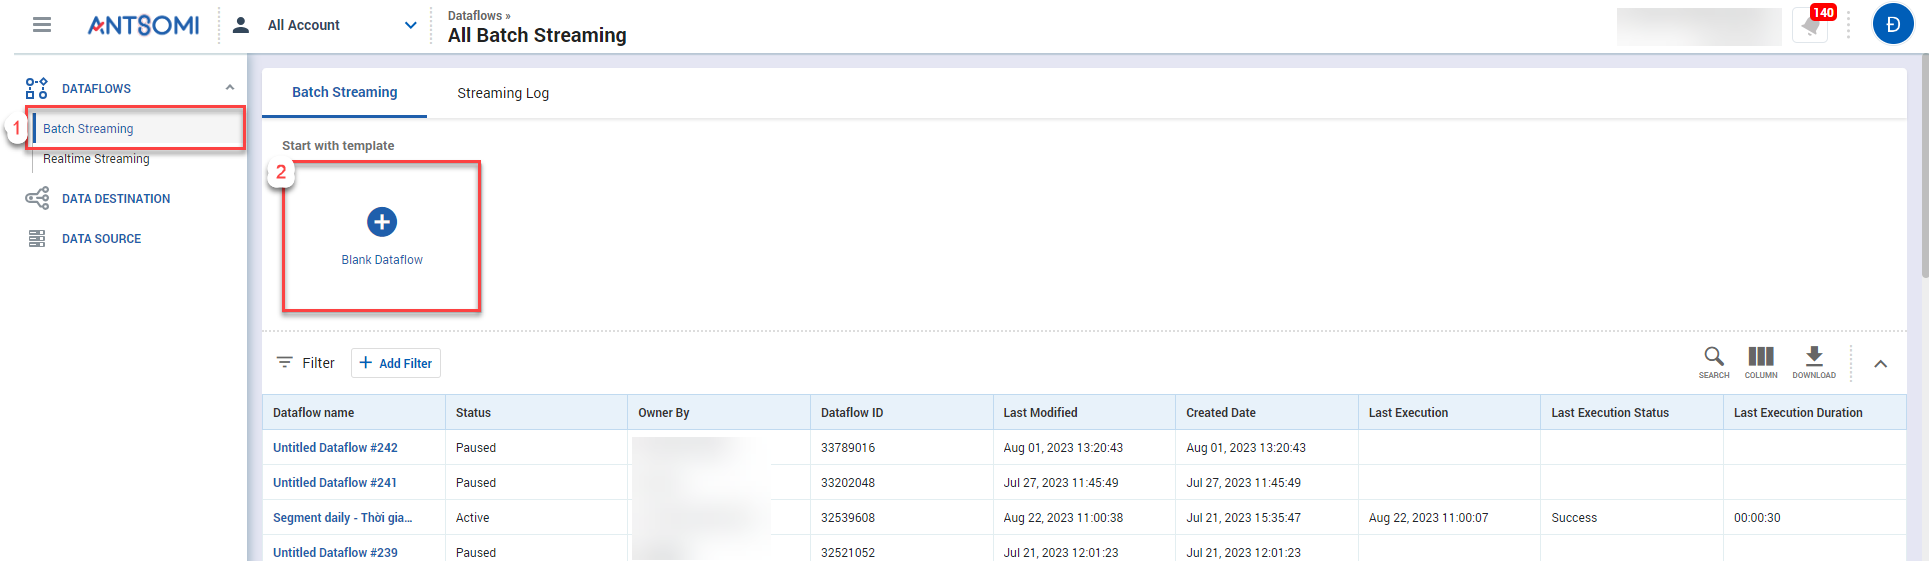 ANTSOMI
All Account
Dataflows »
All Batch Streaming
140
Đ
DATAFLOWS
1
Batch Streaming
Realtime Streaming
DATA DESTINATION
DATA SOURCE
Batch Streaming Streaming Log
Start with template
2
Blank Dataflow
Filter Add Filter
SEARCH COLUMN DOWNLOAD
Dataflow name Status Owner By Dataflow ID Last Modified Created Date Last Execution Last Execution Status Last Execution Duration
Untitled Dataflow #242 Paused 33789016 Aug 01, 2023 13:20:43 Aug 01, 2023 13:20:43
Untitled Dataflow #241 Paused 33202048 Jul 27, 2023 11:45:49 Jul 27, 2023 11:45:49
Segment daily - Thời gia... Active 32539608 Aug 22, 2023 11:00:38 Jul 21, 2023 15:35:47 Aug 22, 2023 11:00:07 Success 00:00:30
Untitled Dataflow #239 Paused 32521052 Jul 21, 2023 12:01:23 Jul 21, 2023 12:01:23